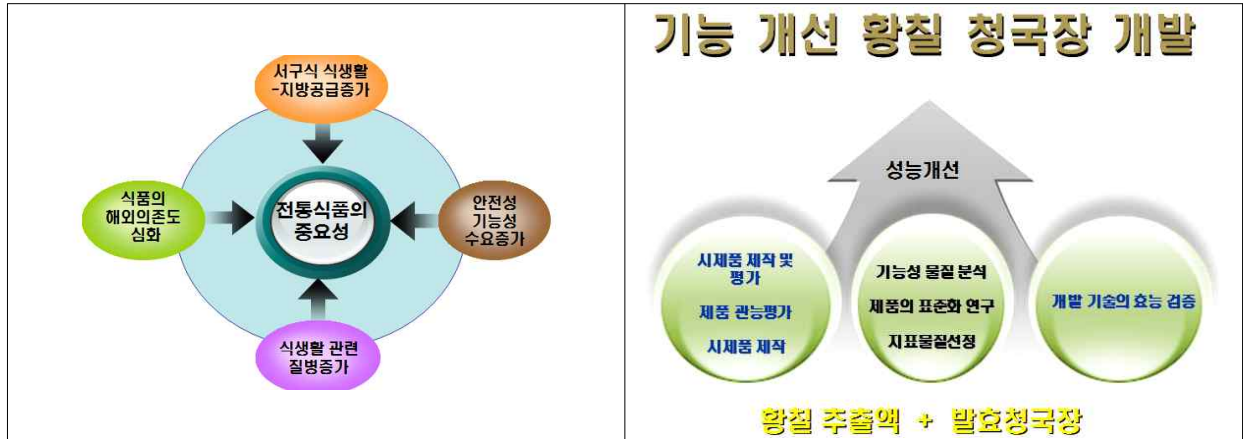 서구식 식생활
-지방공급증가
식품의
해외의존도
심화
전통식품의
중요성
안전성
기능성
수요증가
식생활 관련
질병증가
기능 개선 황칠 청국장 개발
성능개선
시제품 제작 및
평가
제품 관능평가
시제품 제작
기능성 물질 분석
제품의 표준화 연구
지표물질선정
개발 기술의 효능 검증
황칠 추출액 + 발효청국장